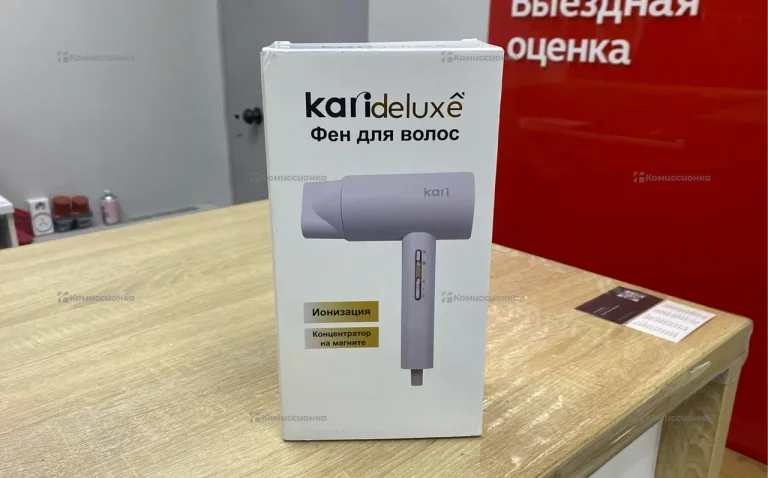 Выездная
оценка
karideluxe
Фен для волос
kari
Ионизация
Концентратор
на магните
Комиссионка
Комиссионка
Комиссионка
Комиссионка
Комиссионка
Комиссионка
Комиссионка
Комиссионка
Комиссионка